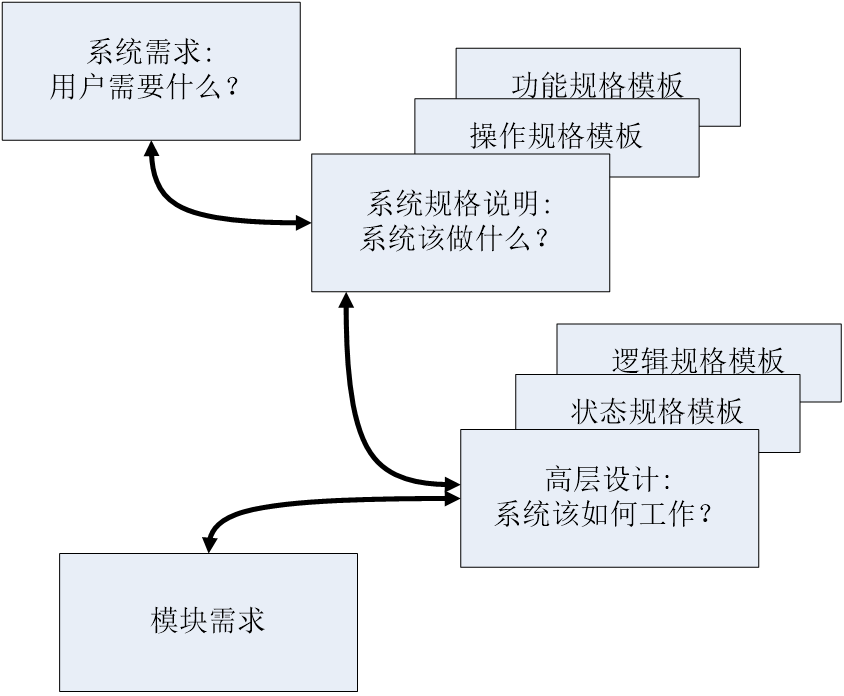 系统需求:
用户需要什么？
功能规格模板
操作规格模板
系统规格说明:
系统该做什么？
逻辑规格模板
状态规格模板
高层设计:
系统该如何工作？
模块需求